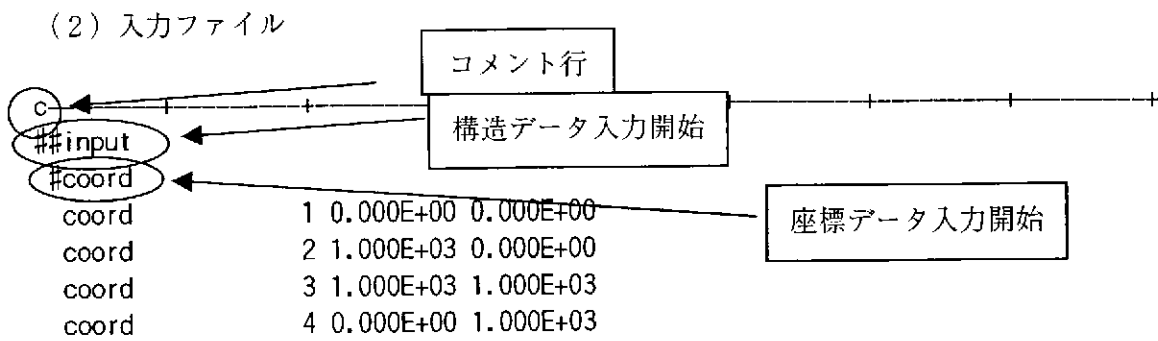 (2)入力ファイル
コメント行
c----+----+----+----+----+----+----+----+
構造データ入力開始
##input
#coord
座標データ入力開始
coord 1 0.000E+00 0.000E+00
coord 2 1.000E+03 0.000E+00
coord 3 1.000E+03 1.000E+03
coord 4 0.000E+00 1.000E+03